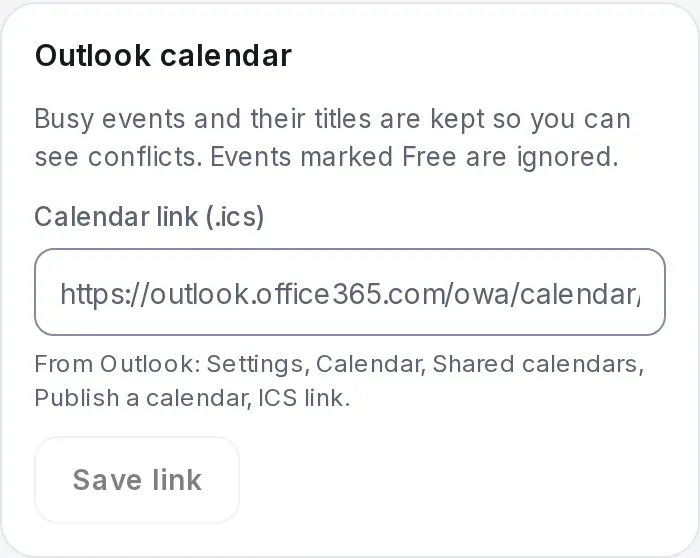 Outlook calendar
Busy events and their titles are kept so you can
see conflicts. Events marked Free are ignored.
Calendar link (.ics)
https://outlook.office365.com/owa/calendar/
From Outlook: Settings, Calendar, Shared calendars,
Publish a calendar, ICS link.
Save link